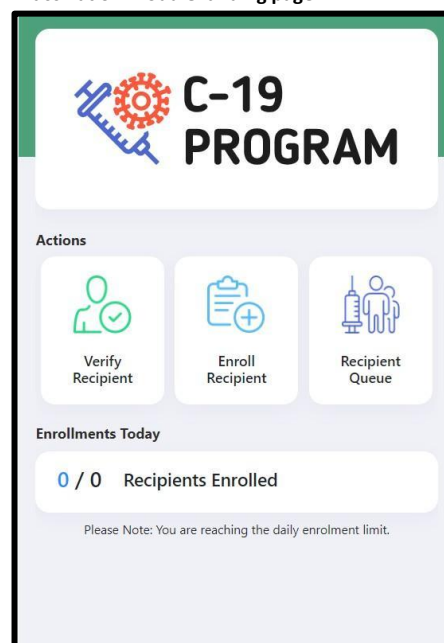 C-19
PROGRAM
Actions
Verify
Recipient
Enroll
Recipient
Recipient
Queue
Enrollments Today
0 / 0 Recipients Enrolled
Please Note: You are reaching the daily enrolment limit.